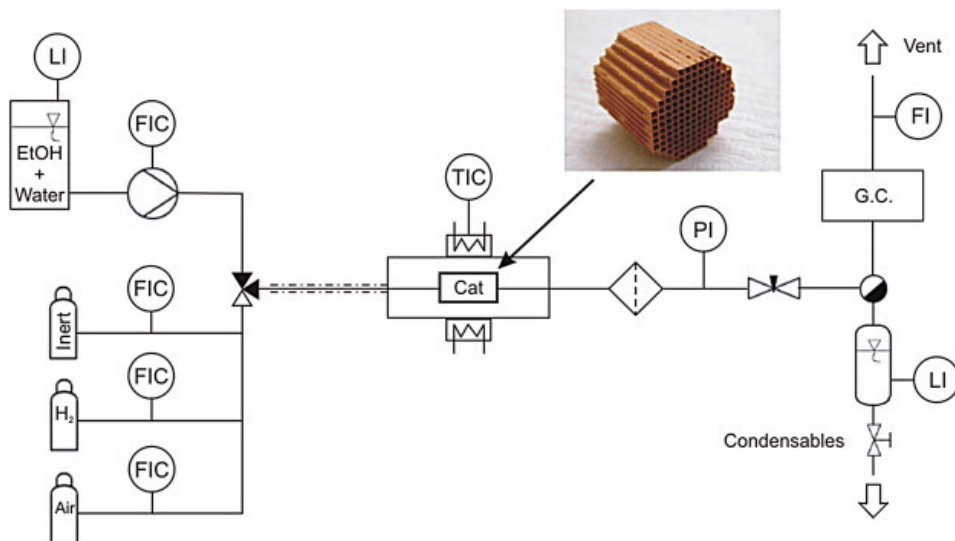 LI
EtOH
+
Water
FIC
FIC
Inert
FIC
H₂
FIC
Air
TIC
Cat
PI
Vent
FI
G.C.
LI
Condensables